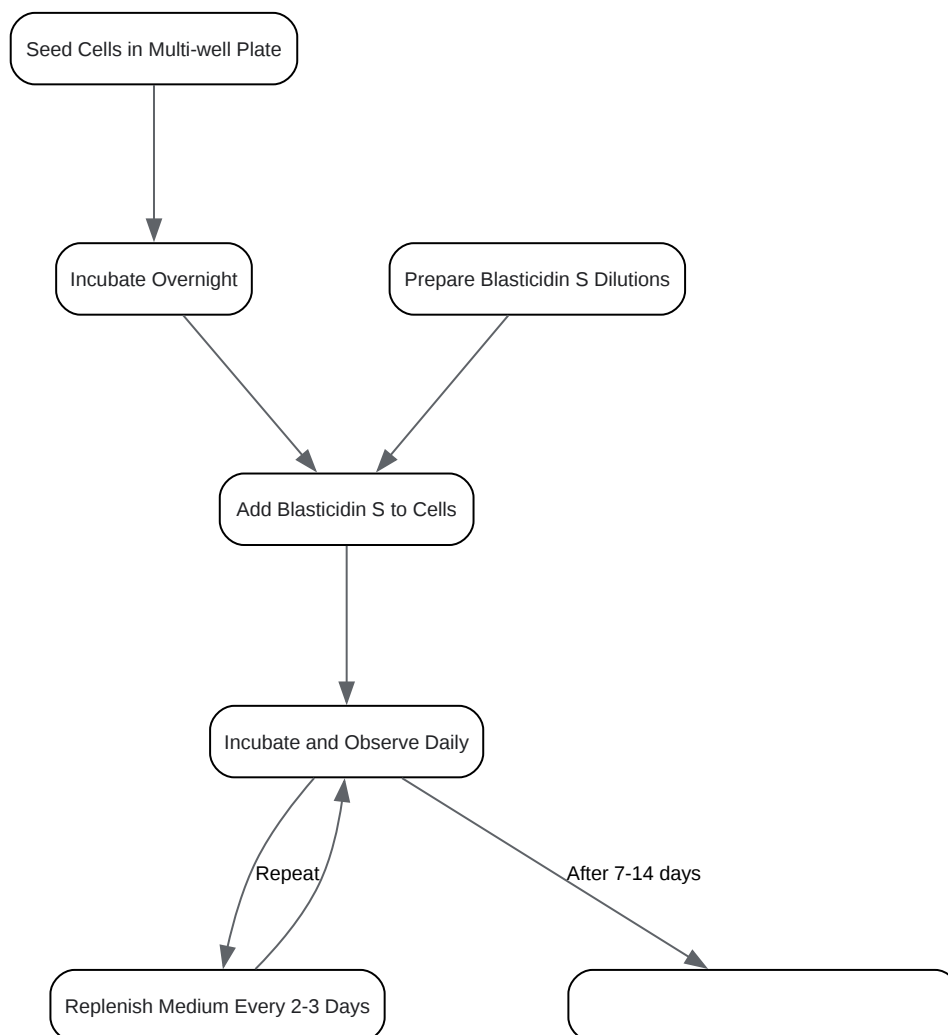 Seed Cells in Multi-well Plate
Incubate Overnight
Prepare Blasticidin S Dilutions
Add Blasticidin S to Cells
Incubate and Observe Daily
Repeat
After 7-14 days
Replenish Medium Every 2-3 Days